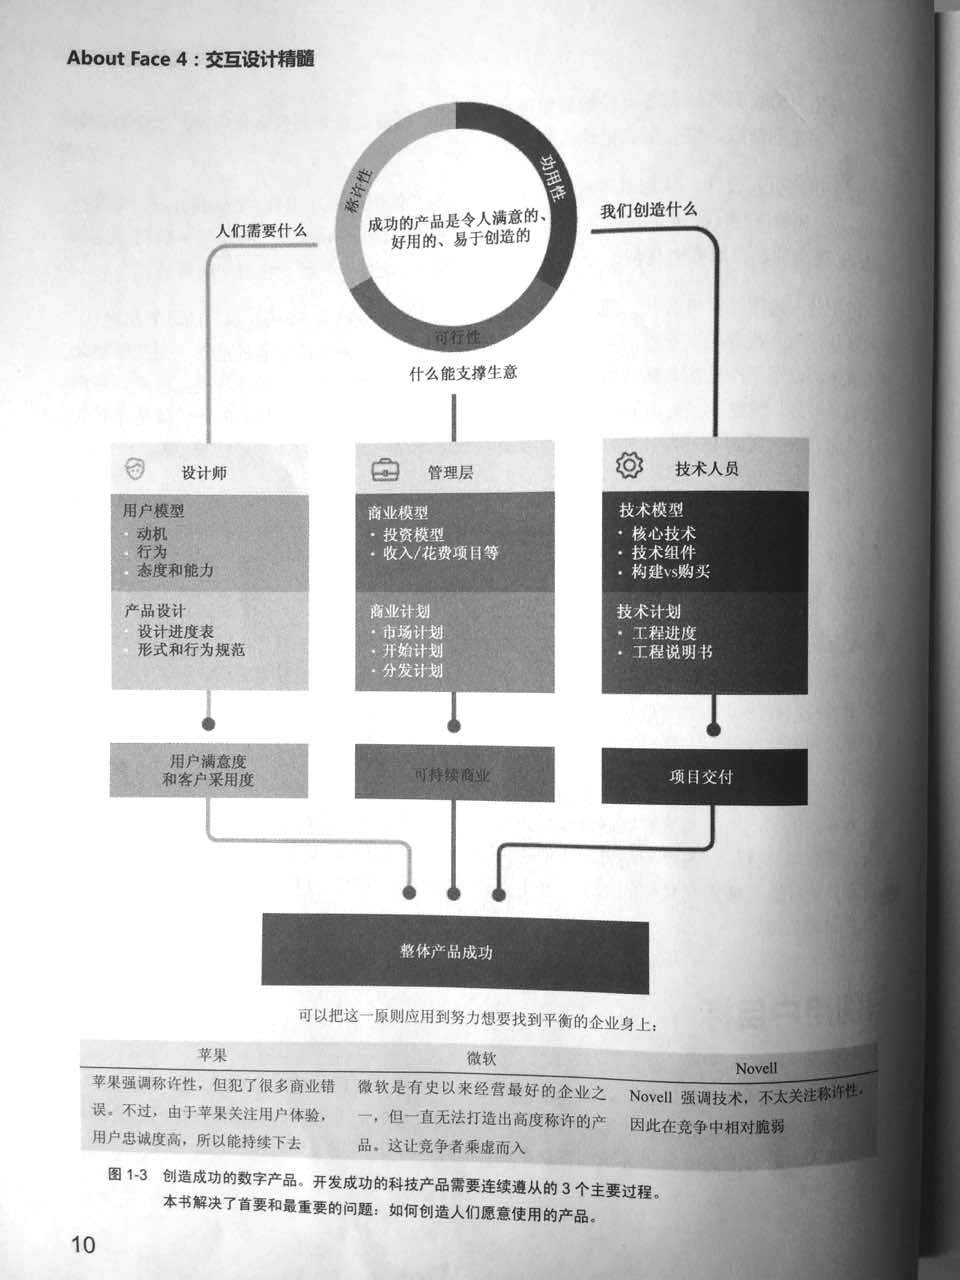 About Face 4：交互设计精髓
称许性
功用性
成功的产品是令人满意的、
好用的、易于创造的
可行性
人们需要什么
我们创造什么
什么能支撑生意
设计师
用户模型
· 动机
· 行为
· 态度和能力
产品设计
· 设计进度表
· 形式和行为规范
管理层
商业模型
· 投资模型
· 收入/花费项目等
商业计划
· 市场计划
· 开始计划
· 分发计划
技术人员
技术模型
· 核心技术
· 技术组件
· 构建vs购买
技术计划
· 工程进度
· 工程说明书
用户满意度
和客户采用度
可持续商业
项目交付
整体产品成功
可以把这一原则应用到努力想要找到平衡的企业身上：
苹果
苹果强调称许性，但犯了很多商业错
误。不过，由于苹果关注用户体验，
用户忠诚度高，所以能持续下去
微软
微软是有史以来经营最好的企业之
一，但一直无法打造出高度称许的产
品。这让竞争者乘虚而入
Novell
Novell 强调技术，不太关注称许性，
因此在竞争中相对脆弱
图 1-3 创造成功的数字产品。开发成功的科技产品需要连续遵从的 3 个主要过程。
本书解决了首要和最重要的问题：如何创造人们愿意使用的产品。
10